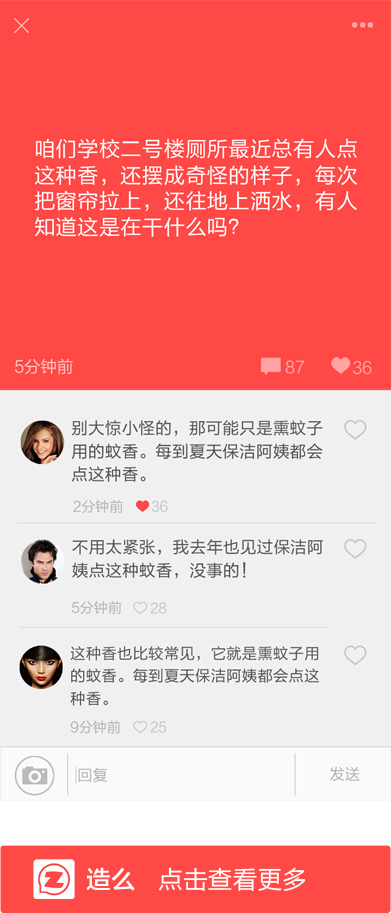 咱们学校二号楼厕所最近总有人点
这种香，还摆成奇怪的样子，每次
把窗帘拉上，还往地上洒水，有人
知道这是在干什么吗？
5分钟前 87 36
别大惊小怪的，那可能只是熏蚊子
用的蚊香。每到夏天保洁阿姨都会
点这种香。
2分钟前 36
不用太紧张，我去年也见过保洁阿
姨点这种蚊香，没事的！
5分钟前 28
这种香也比较常见，它就是熏蚊子用
的蚊香。每到夏天保洁阿姨都会点这
种香。
9分钟前 25
回复 发送
造么 点击查看更多